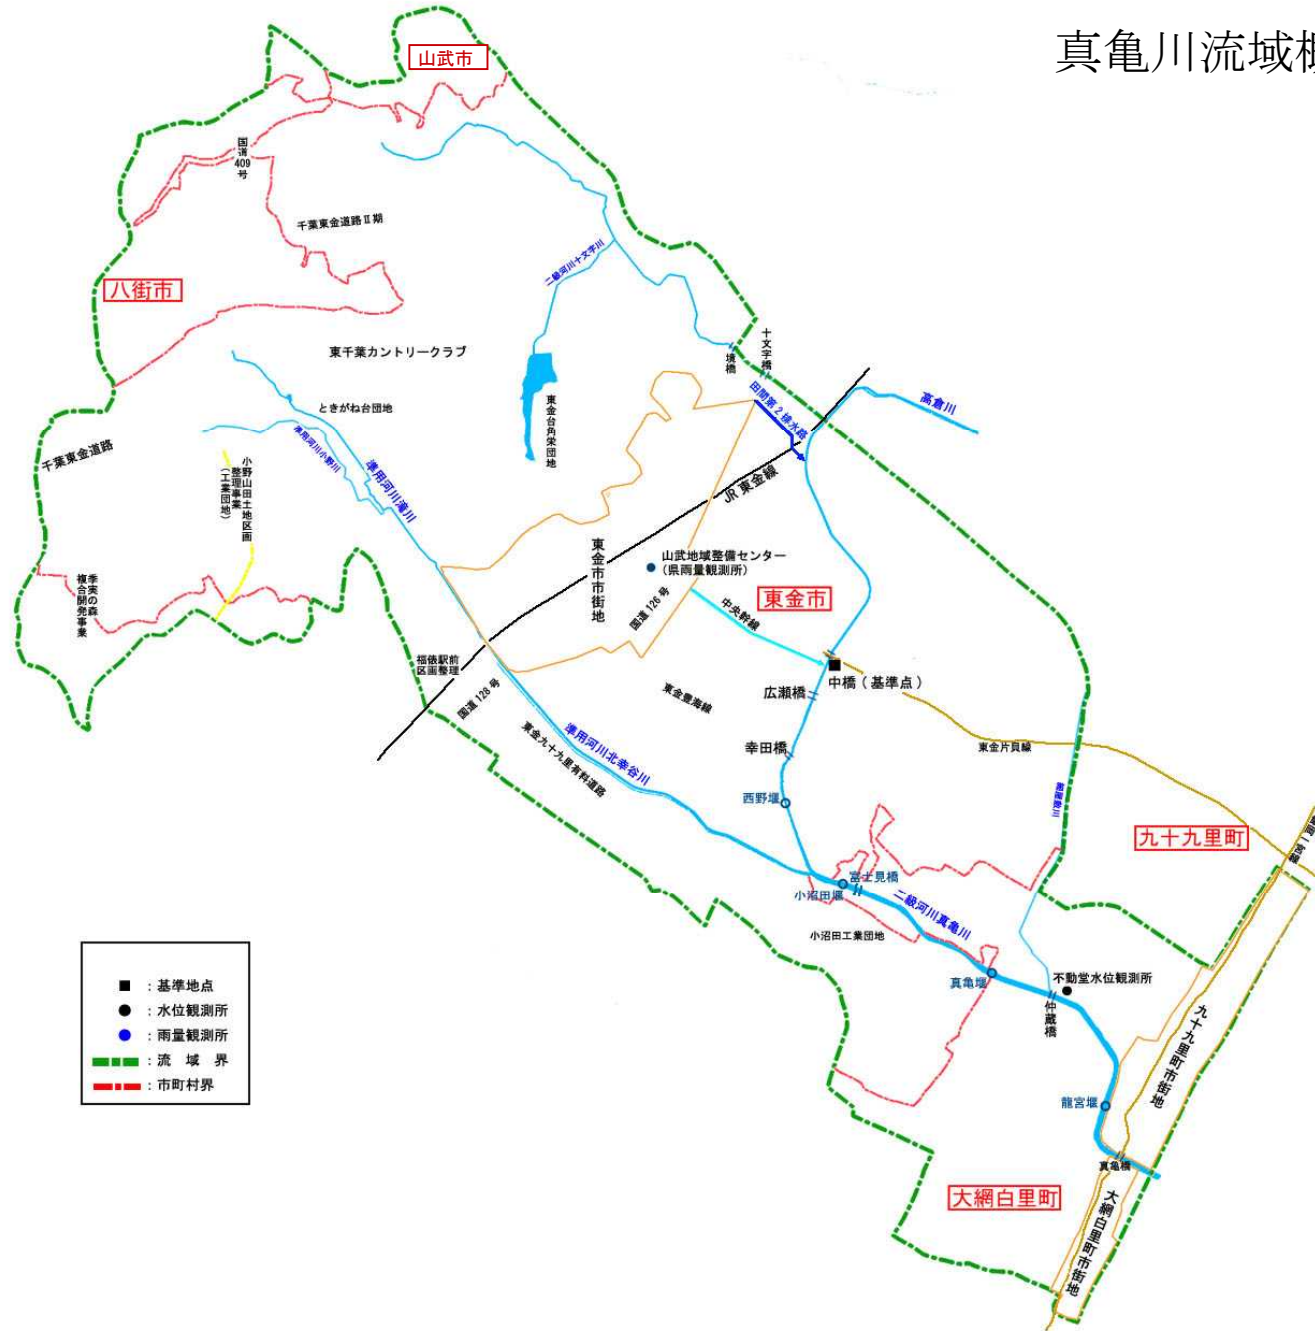 真亀川流域
山武市
国道409号
千葉東金道路Ⅱ期
二級河川十文字川
八街市
東千葉カントリークラブ
十文字橋
境橋
田間第2排水路
高倉川
ときがね台団地
東金台角栄団地
準用河川小野川
準用河川滝川
千葉東金道路
小野山田土地区画
整理事業
(工業団地)
JR東金線
東金市市街地
山武地域整備センター
(県雨量観測所)
季実の森
複合開発事業
東金市
中央幹線
国道126号
福俵駅前
区画整理
国道128号
中橋(基準点)
広瀬橋
東金豊海線
東金九十九里有料道路
準用河川北幸谷川
幸田橋
東金片貝線
西野堰
九十九里町
富士見橋
小沼田堰
二級河川真亀川
小沼田工業団地
真亀堰
不動堂水位観測所
仲蔵橋
九十九里町市街地
龍宮堰
真亀橋
大網白里町
大網白里町市街地
■:基準地点
●:水位観測所
●:雨量観測所
:流域界
:市町村界